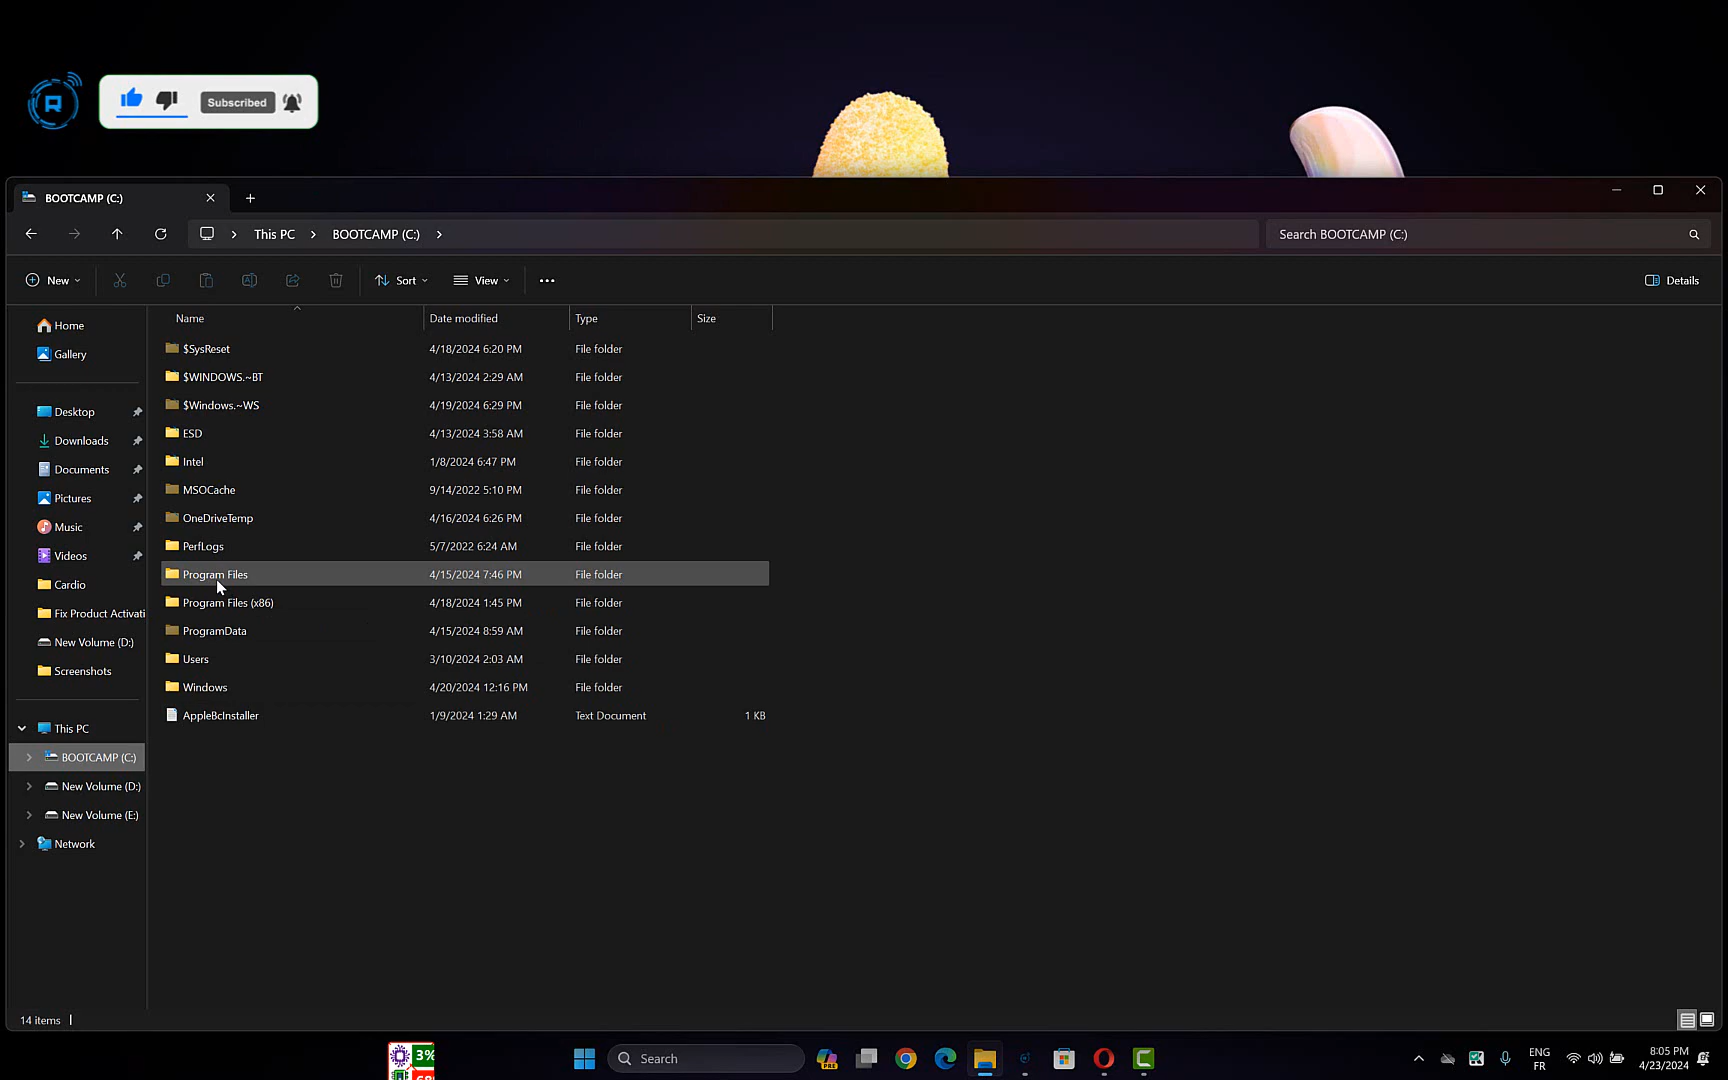 R
Subscribed
BOOTCAMP (C:)
This PC
BOOTCAMP (C:)
Search BOOTCAMP (C:)
New
Sort
View
Details
Name
Date modified
Type
Size
Home
Gallery
Desktop
Downloads
Documents
Pictures
Music
Videos
Cardio
Fix Product Activati
New Volume (D:)
Screenshots
This PC
BOOTCAMP (C:)
New Volume (D:)
New Volume (E:)
Network
$SysReset 4/18/2024 6:20 PM File folder
$WINDOWS.~BT 4/13/2024 2:29 AM File folder
$Windows.~WS 4/19/2024 6:29 PM File folder
ESD 4/13/2024 3:58 AM File folder
Intel 1/8/2024 6:47 PM File folder
MSOCache 9/14/2022 5:10 PM File folder
OneDriveTemp 4/16/2024 6:26 PM File folder
PerfLogs 5/7/2022 6:24 AM File folder
Program Files 4/15/2024 7:46 PM File folder
Program Files (x86) 4/18/2024 1:45 PM File folder
ProgramData 4/15/2024 8:59 AM File folder
Users 3/10/2024 2:03 AM File folder
Windows 4/20/2024 12:16 PM File folder
AppleBcInstaller 1/9/2024 1:29 AM Text Document 1 KB
14 items
3%
Search
PRE
ENG
FR
8:05 PM
4/23/2024